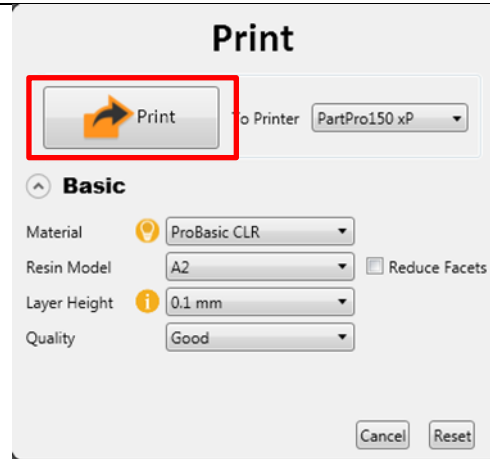 Print
Print To Printer PartPro150 xP
Basic
Material ProBasic CLR
Resin Model A2 Reduce Facets
Layer Height 0.1 mm
Quality Good
Cancel Reset